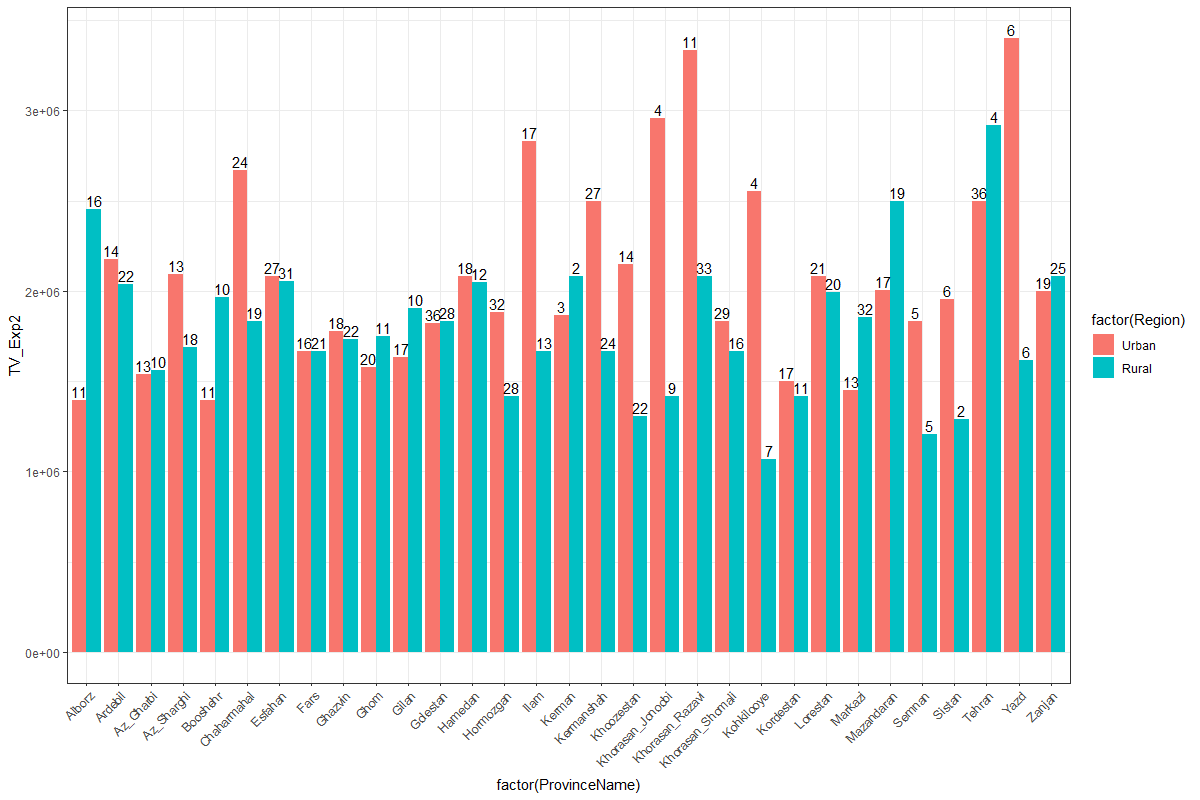 TV_Exp2
3e+06
2e+06
1e+06
0e+00
11 16
14 22
13 10
13 18
11 10
24 19
27 31
16 21
18 22
20 11
17 10
36 28
18 12
32 28
17 13
3 2
27 24
14 22
4 9
11 33
29 16
4 7
17 11
21 20
13 32
17 19
5 5
6 2
36 4
6 6
19 25
Alborz
Ardebil
Az_Gharbi
Az_Sharghi
Booshehr
Chaharmahal
Esfahan
Fars
Ghazvin
Ghom
Gilan
Golestan
Hamedan
Hormozgan
Ilam
Kerman
Kermanshah
Khoozestan
Khorasan_Jonoobi
Khorasan_Razavi
Khorasan_Shomali
Kohkilooye
Kordestan
Lorestan
Markazi
Mazandaran
Semnan
Sistan
Tehran
Yazd
Zanjan
factor(ProvinceName)
factor(Region)
Urban
Rural